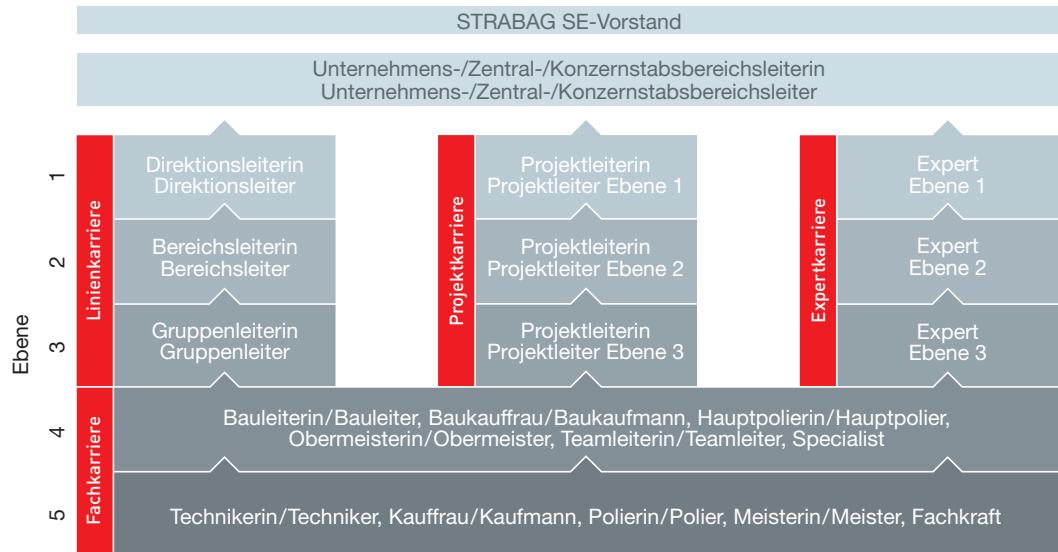 STRABAG SE-Vorstand
Unternehmens-/Zentral-/Konzernstabsbereichsleiterin
Unternehmens-/Zentral-/Konzernstabsbereichsleiter
Ebene
1
2
3
4
5
Linienkarriere
Direktionsleiterin
Direktionsleiter
Bereichsleiterin
Bereichsleiter
Gruppenleiterin
Gruppenleiter
Projektkarriere
Projektleiterin
Projektleiter Ebene 1
Projektleiterin
Projektleiter Ebene 2
Projektleiterin
Projektleiter Ebene 3
Expertkarriere
Expert
Ebene 1
Expert
Ebene 2
Expert
Ebene 3
Fachkarriere
Bauleiterin/Bauleiter, Baukauffrau/Baukaufmann, Hauptpolierin/Hauptpolier,
Obermeisterin/Obermeister, Teamleiterin/Teamleiter, Specialist
Technikerin/Techniker, Kauffrau/Kaufmann, Polierin/Polier, Meisterin/Meister, Fachkraft